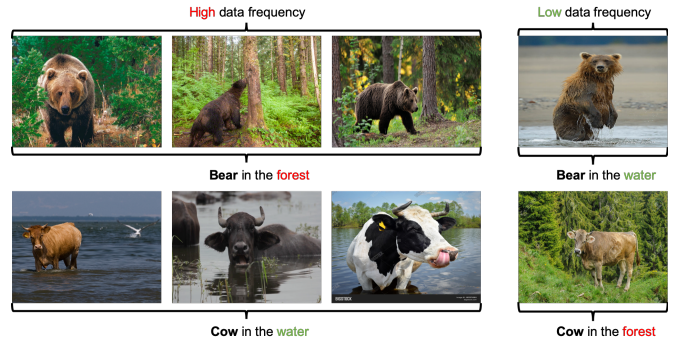 High data frequency
Low data frequency
Bear in the forest
Bear in the water
Cow in the water
Cow in the forest